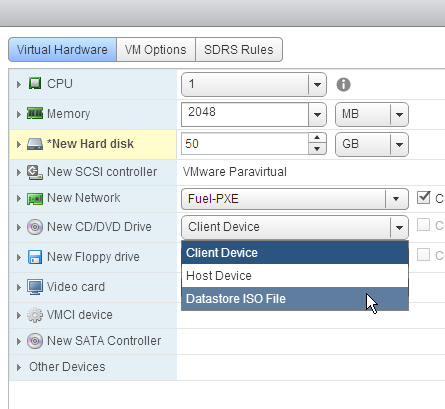 Virtual Hardware VM Options SDRS Rules
CPU 1
Memory 2048 MB
*New Hard disk 50 GB
New SCSI controller VMware Paravirtual
New Network Fuel-PXE C
New CD/DVD Drive Client Device C
Client Device
New Floppy drive C
Host Device
Video card
Datastore ISO File
VMCI device
New SATA Controller
Other Devices